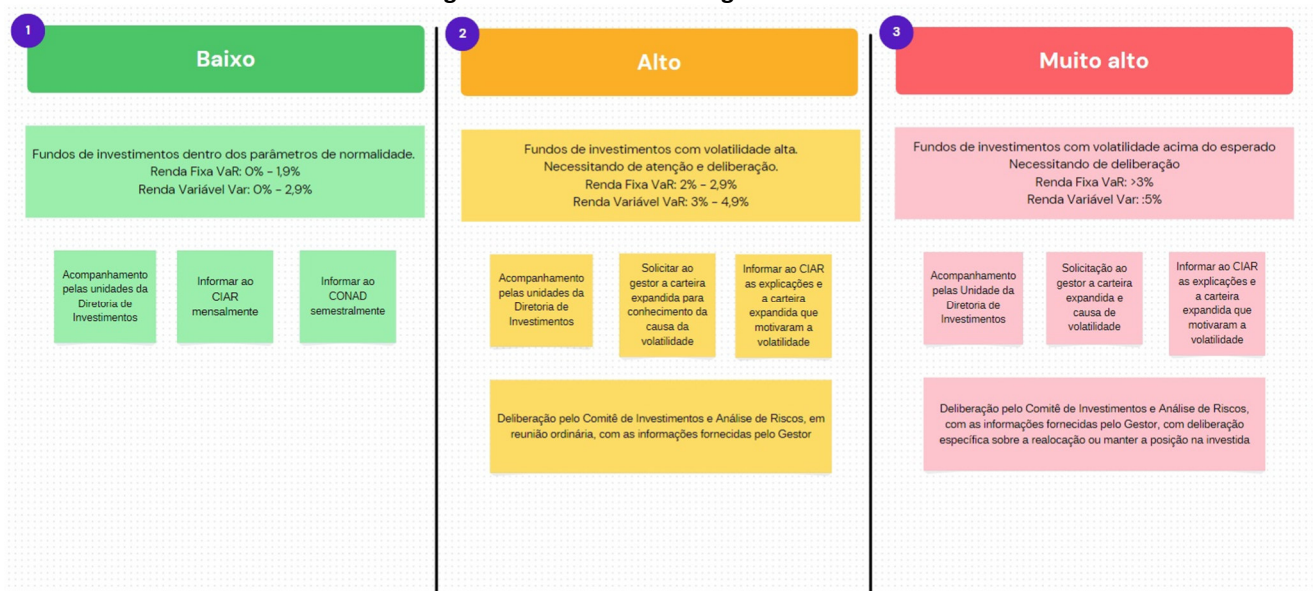 1
Baixo
Fundos de investimentos dentro dos parâmetros de normalidade.
Renda Fixa VaR: 0% - 1,9%
Renda Variável Var: 0% - 2,9%
Acompanhamento
pelas unidades da
Diretoria de
Investimentos
Informar ao
CIAR
mensalmente
Informar ao
CONAD
semestralmente
2
Alto
Fundos de investimentos com volatilidade alta.
Necessitando de atenção e deliberação.
Renda Fixa VaR: 2% - 2,9%
Renda Variável VaR: 3% - 4,9%
Acompanhamento
pelas unidades da
Diretoria de
Investimentos
Solicitar ao
gestor a carteira
expandida para
conhecimento da
causa da
volatilidade
Informar ao CIAR
as explicações e
a carteira
expandida que
motivaram a
volatilidade
Deliberação pelo Comitê de Investimentos e Análise de Riscos, em
reunião ordinária, com as informações fornecidas pelo Gestor
3
Muito alto
Fundos de investimentos com volatilidade acima do esperado
Necessitando de deliberação
Renda Fixa VaR: >3%
Renda Variável Var: :5%
Acompanhamento
pelas Unidade da
Diretoria de
Investimentos
Solicitação ao
gestor a carteira
expandida e
causa de
volatilidade
Informar ao CIAR
as explicações e
a carteira
expandida que
motivaram a
volatilidade
Deliberação pelo Comitê de Investimentos e Análise de Riscos,
com as informações fornecidas pelo Gestor, com deliberação
específica sobre a realocação ou manter a posição na investida